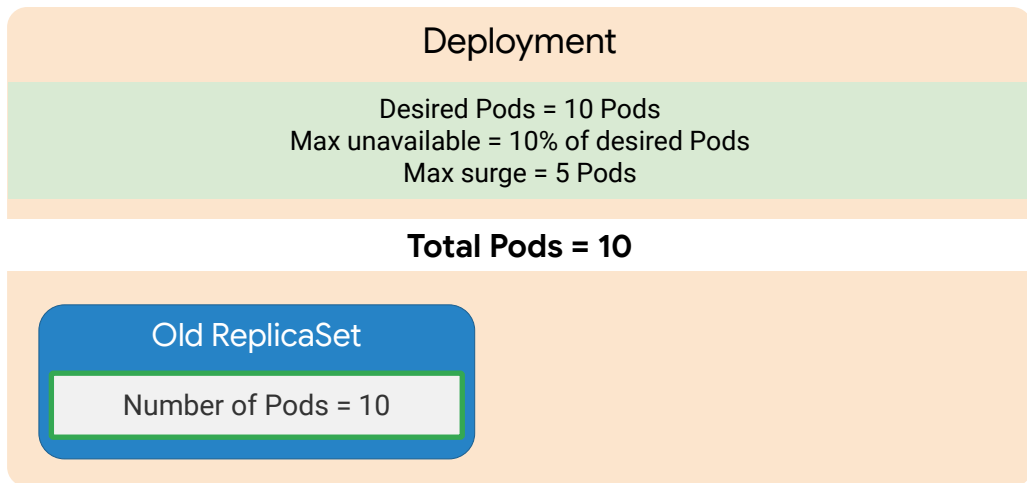 Deployment
Desired Pods = 10 Pods
Max unavailable = 10% of desired Pods
Max surge = 5 Pods
Total Pods = 10
Old ReplicaSet
Number of Pods = 10